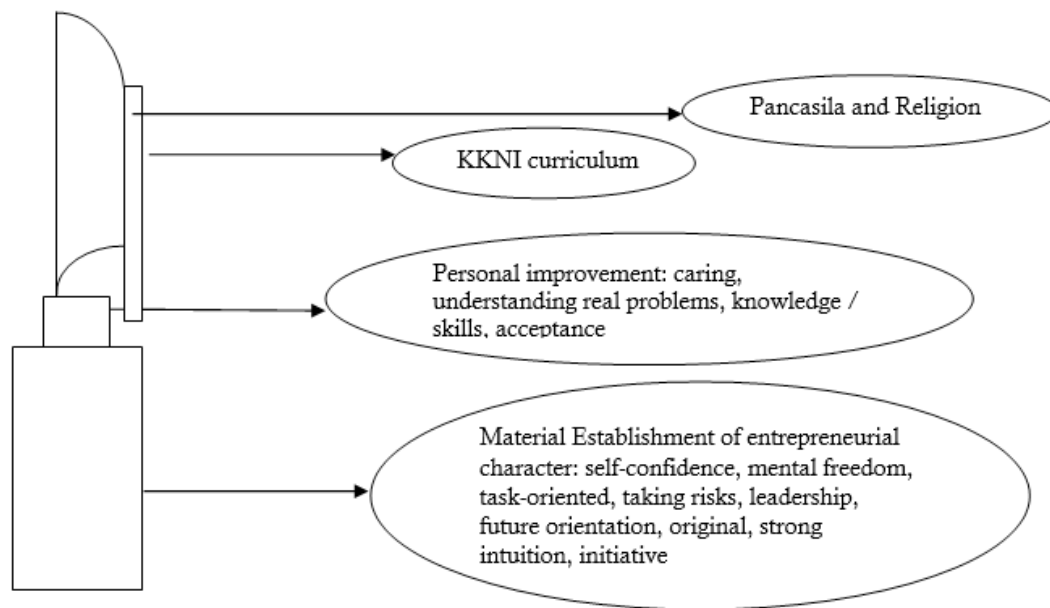 Pancasila and Religion
KKNI curriculum
Personal improvement: caring,
understanding real problems, knowledge /
skills, acceptance
Material Establishment of entrepreneurial
character: self-confidence, mental freedom,
task-oriented, taking risks, leadership,
future orientation, original, strong
intuition, initiative